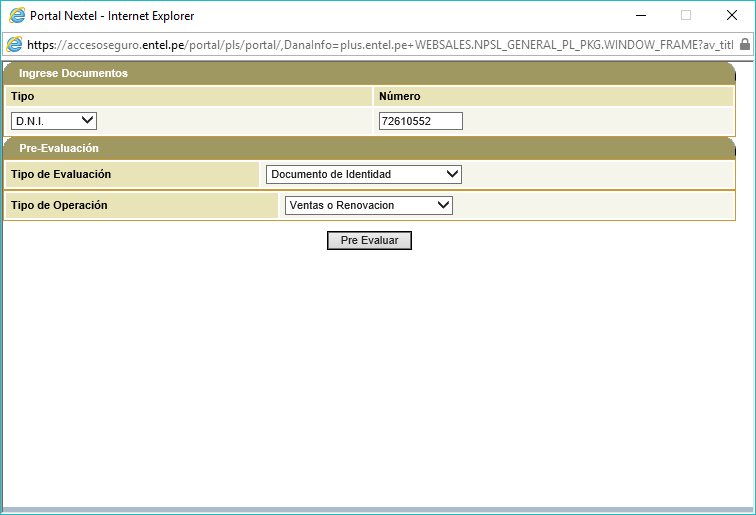 Portal Nextel - Internet Explorer
https://accesoseguro.entel.pe/portal/pls/portal/,DanaInfo=plus.entel.pe+WEBSALES.NPSL_GENERAL_PL_PKG.WINDOW_FRAME?av_titl
Ingrese Documentos
Tipo Número
D.N.I. 72610552
Pre-Evaluación
Tipo de Evaluación Documento de Identidad
Tipo de Operación Ventas o Renovacion
Pre Evaluar